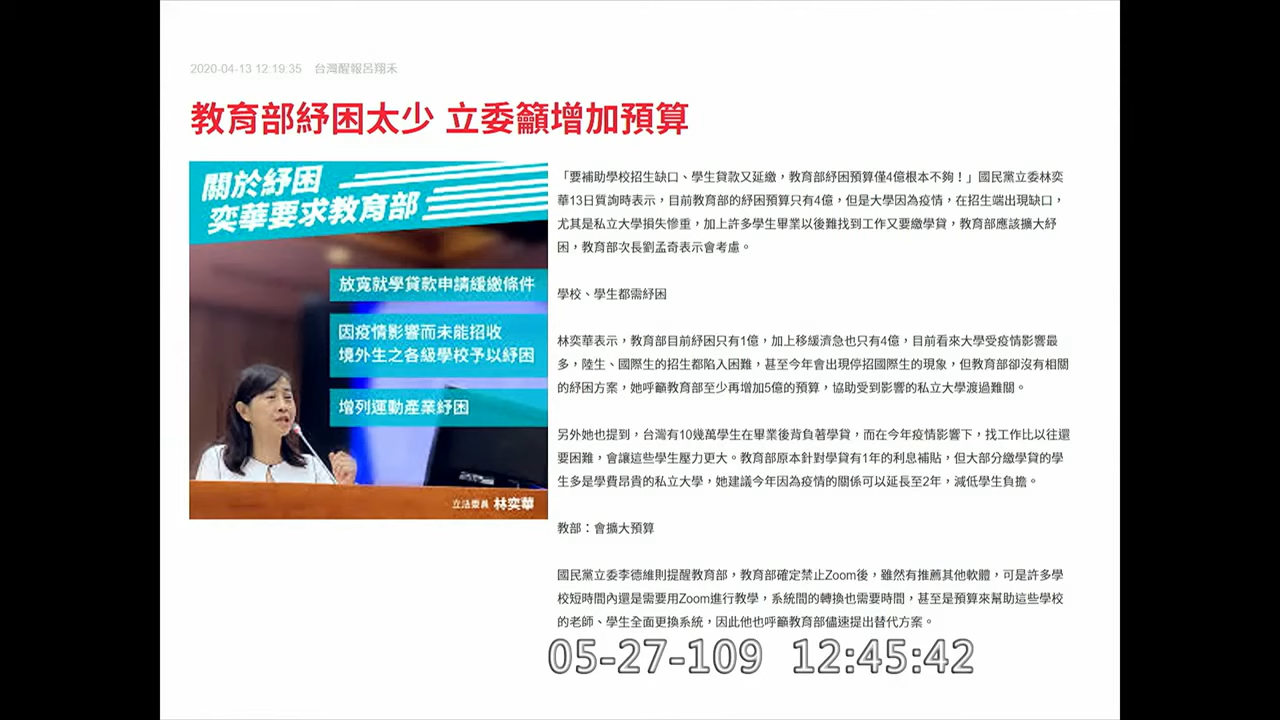 2020-04-13 12:19:35 台灣醒報呂翔禾
教育部紓困太少 立委籲增加預算
關於紓困
奕華要求教育部
放寬就學貸款申請緩繳條件
因疫情影響而未能招收
境外生之各級學校予以紓困
增列運動產業紓困
立法委員 林奕華
「要補助學校招生缺口、學生貸款又延繳，教育部紓困預算僅4億根本不夠！」國民黨立委林奕
華13日質詢時表示，目前教育部的紓困預算只有4億，但是大學因為疫情，在招生端出現缺口，
尤其是私立大學損失慘重，加上許多學生畢業以後難找到工作又要繳學貸，教育部應該擴大紓
困，教育部次長劉孟奇表示會考慮。
學校、學生都需紓困
林奕華表示，教育部目前紓困只有1億，加上移緩濟急也只有4億，目前看來大學受疫情影響最
多，陸生、國際生的招生都陷入困難，甚至今年會出現停招國際生的現象，但教育部卻沒有相關
的紓困方案，她呼籲教育部至少再增加5億的預算，協助受到影響的私立大學渡過難關。
另外她也提到，台灣有10幾萬學生在畢業後背負著學貸，而在今年疫情影響下，找工作比以往還
要困難，會讓這些學生壓力更大。教育部原本針對學貸有1年的利息補貼，但大部分繳學貸的學
生多是學費昂貴的私立大學，她建議今年因為疫情的關係可以延長至2年，減低學生負擔。
教部：會擴大預算
國民黨立委李德維則提醒教育部，教育部確定禁止Zoom後，雖然有推薦其他軟體，可是許多學
校短時間內還是需要用Zoom進行教學，系統間的轉換也需要時間，甚至是預算來幫助這些學校
的老師、學生全面更換系統，因此他也呼籲教育部儘速提出替代方案。
05-27-109 12:45:42